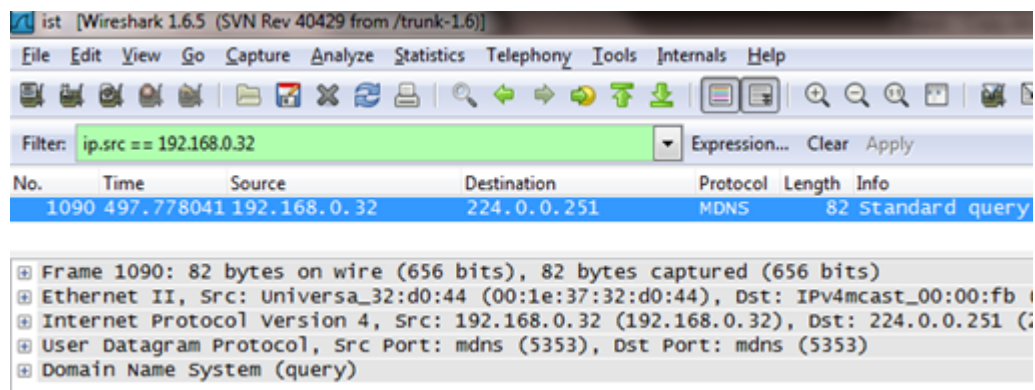 ist [Wireshark 1.6.5 (SVN Rev 40429 from /trunk-1.6)]
File Edit View Go Capture Analyze Statistics Telephony Tools Internals Help
Filter: ip.src == 192.168.0.32 Expression... Clear Apply
No. Time Source Destination Protocol Length Info
1090 497.778041 192.168.0.32 224.0.0.251 MDNS 82 Standard query
Frame 1090: 82 bytes on wire (656 bits), 82 bytes captured (656 bits)
Ethernet II, Src: Universa_32:d0:44 (00:1e:37:32:d0:44), Dst: IPv4mcast_00:00:fb (
Internet Protocol Version 4, Src: 192.168.0.32 (192.168.0.32), Dst: 224.0.0.251 (2
User Datagram Protocol, Src Port: mdns (5353), Dst Port: mdns (5353)
Domain Name System (query)